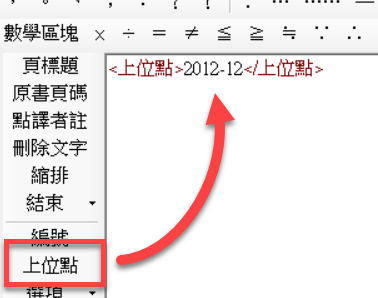 , 。 、 ; : ? ! . … …… —
數學區塊 × ÷ = ≠ ≦ ≧ ≒ ∵ ∴
頁標題
<上位點>2012-12</上位點>
原書頁碼
點譯者註
刪除文字
縮排
結束
編號
上位點
選項